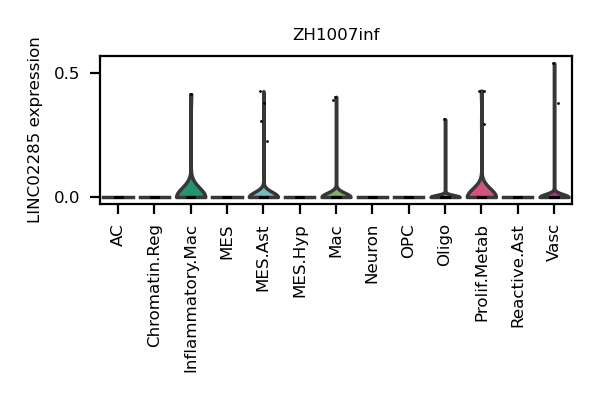 ZH1007inf
LINC02285 expression
0.5
0.0
AC
Chromatin.Reg
Inflammatory.Mac
MES
MES.Ast
MES.Hyp
Mac
Neuron
OPC
Oligo
Prolif.Metab
Reactive.Ast
Vasc